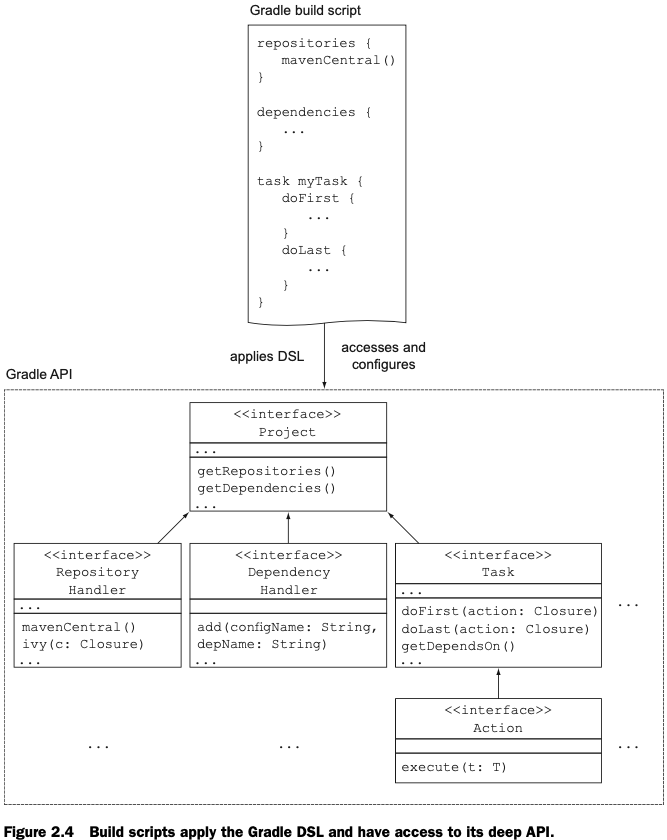 Gradle build script
repositories {
mavenCentral()
}
dependencies {
...
}
task myTask {
doFirst {
...
}
doLast {
...
}
}
applies DSL
accesses and
configures
Gradle API
<<interface>>
Project
...
getRepositories()
getDependencies()
...
<<interface>>
Repository
Handler
...
mavenCentral()
ivy(c: Closure)
...
<<interface>>
Dependency
Handler
add(configName: String,
depName: String)
...
<<interface>>
Task
...
doFirst(action: Closure)
doLast(action: Closure)
getDependsOn()
...
...
<<interface>>
Action
execute(t: T)
...
...
...
Figure 2.4 Build scripts apply the Gradle DSL and have access to its deep API.